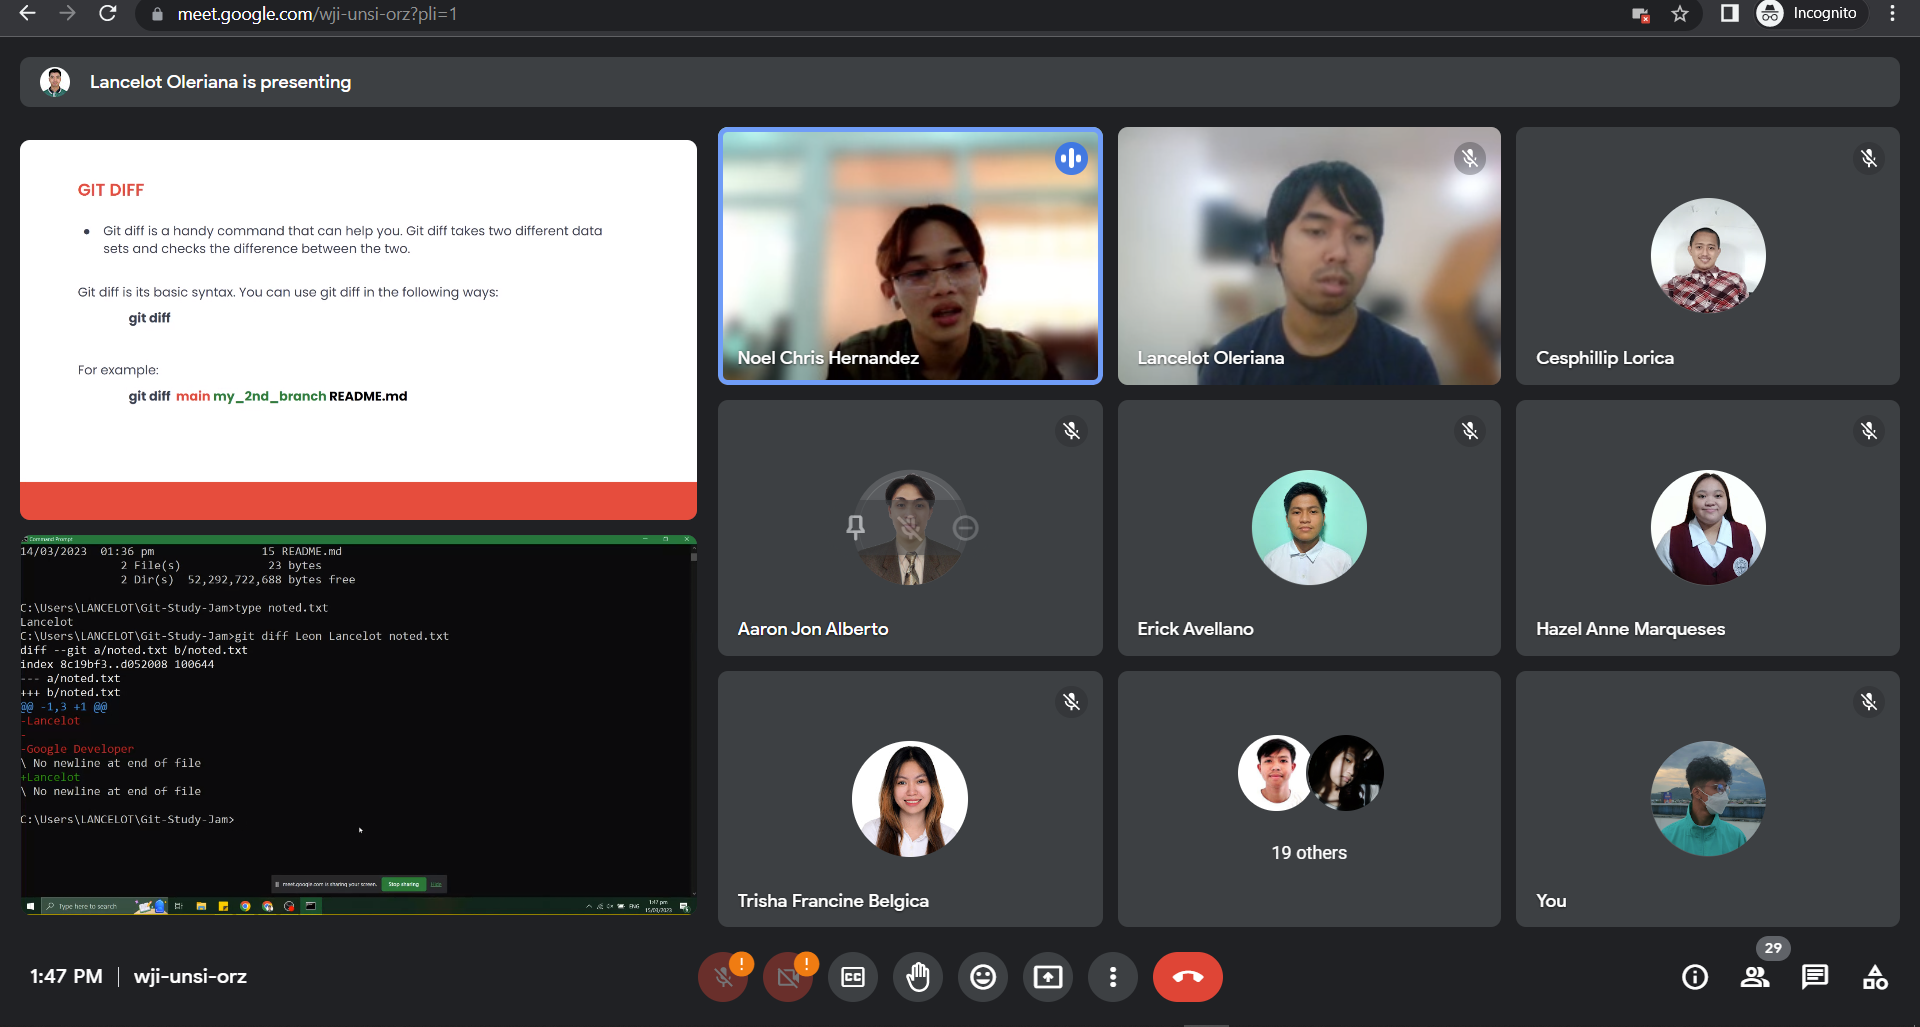 meet.google.com/wji-unsi-orz?pli=1
Incognito
Lancelot Oleriana is presenting
GIT DIFF
Git diff is a handy command that can help you. Git diff takes two different data
sets and checks the difference between the two.
Git diff is its basic syntax. You can use git diff in the following ways:
git diff
For example:
git diff main my_2nd_branch README.md
Command Prompt
14/03/2023 01:36 pm 15 README.md
2 File(s) 23 bytes
2 Dir(s) 52,292,722,688 bytes free
C:\Users\LANCELOT\Git-Study-Jam>type noted.txt
Lancelot
C:\Users\LANCELOT\Git-Study-Jam>git diff Leon Lancelot noted.txt
diff --git a/noted.txt b/noted.txt
index 8c19bf3..d052008 100644
--- a/noted.txt
+++ b/noted.txt
@@ -1,3 +1 @@
-Lancelot
-
-Google Developer
\ No newline at end of file
+Lancelot
\ No newline at end of file
C:\Users\LANCELOT\Git-Study-Jam>
meet.google.com is sharing your screen.
Stop sharing
Hide
Type here to search
ENG
1:47 pm
15/03/2023
Noel Chris Hernandez
Lancelot Oleriana
Cesphillip Lorica
Aaron Jon Alberto
Erick Avellano
Hazel Anne Marqueses
Trisha Francine Belgica
19 others
You
1:47 PM | wji-unsi-orz
CC
29